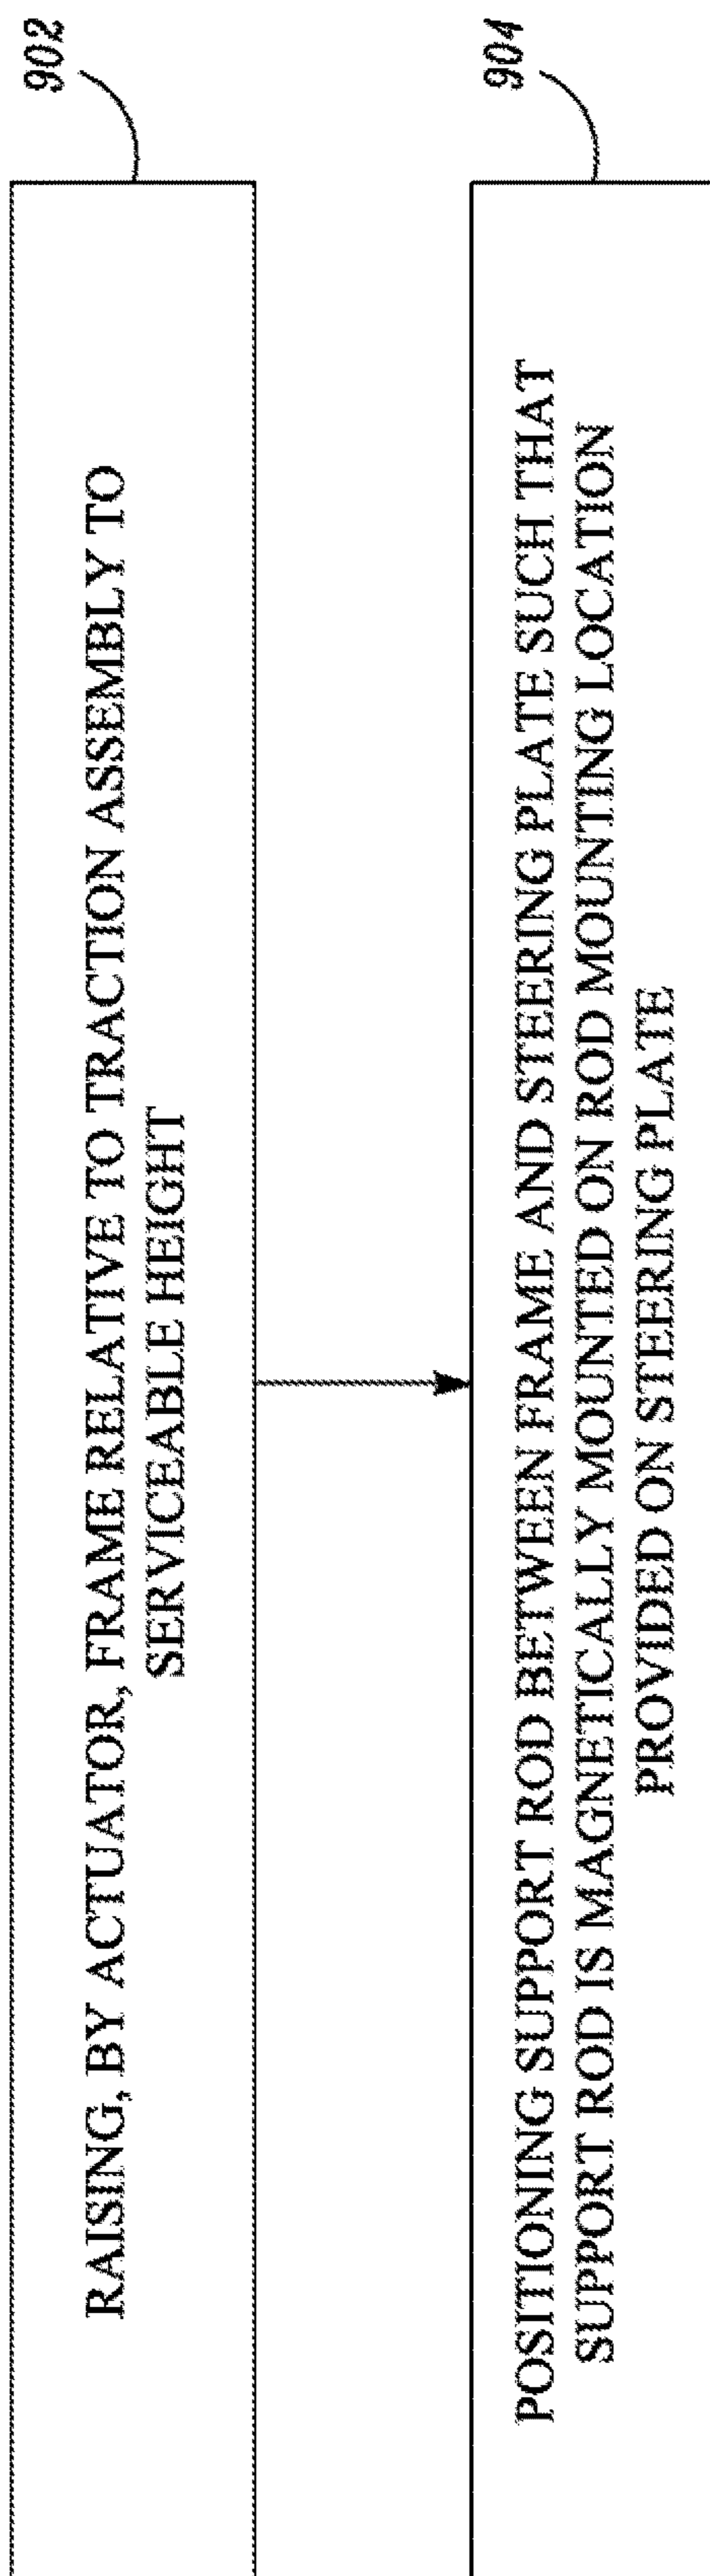 902
RAISING, BY ACTUATOR, FRAME RELATIVE TO TRACTION ASSEMBLY TO
SERVICEABLE HEIGHT
904
POSITIONING SUPPORT ROD BETWEEN FRAME AND STEERING PLATE SUCH THAT
SUPPORT ROD IS MAGNETICALLY MOUNTED ON ROD MOUNTING LOCATION
PROVIDED ON STEERING PLATE